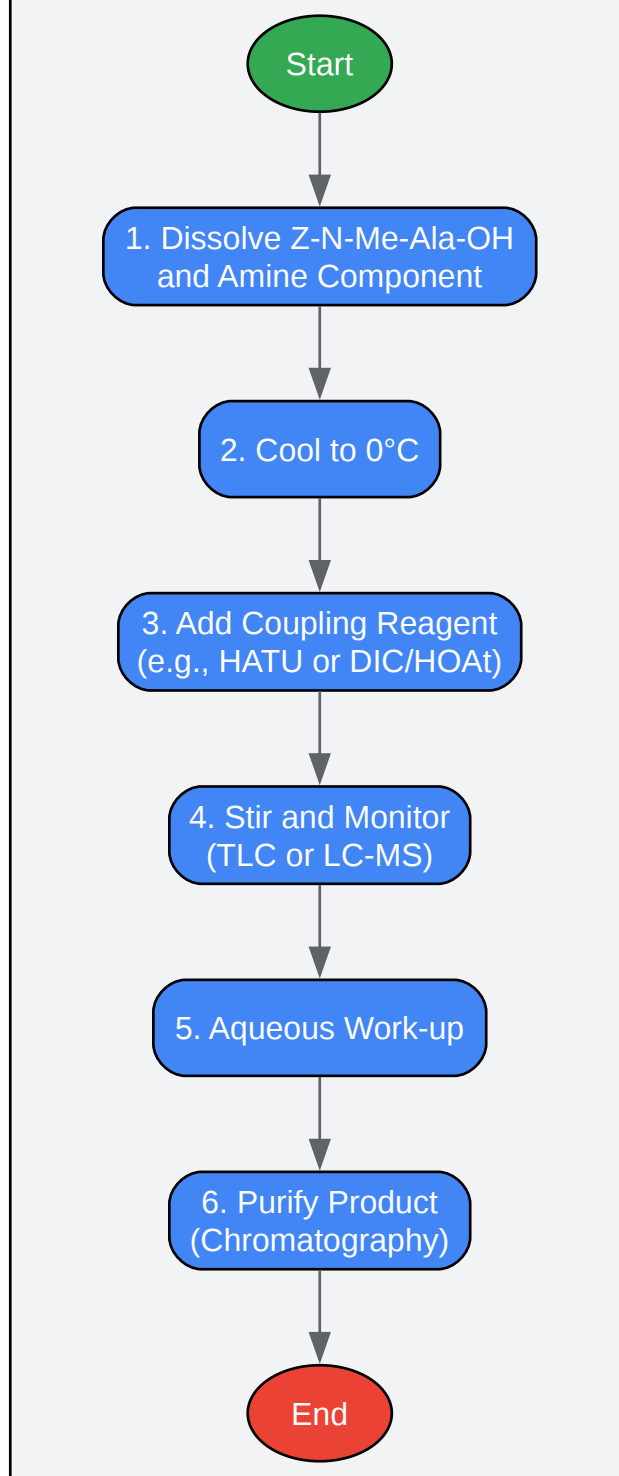 Start
1. Dissolve Z-N-Me-Ala-OH
and Amine Component
2. Cool to 0°C
3. Add Coupling Reagent
(e.g., HATU or DIC/HOAt)
4. Stir and Monitor
(TLC or LC-MS)
5. Aqueous Work-up
6. Purify Product
(Chromatography)
End